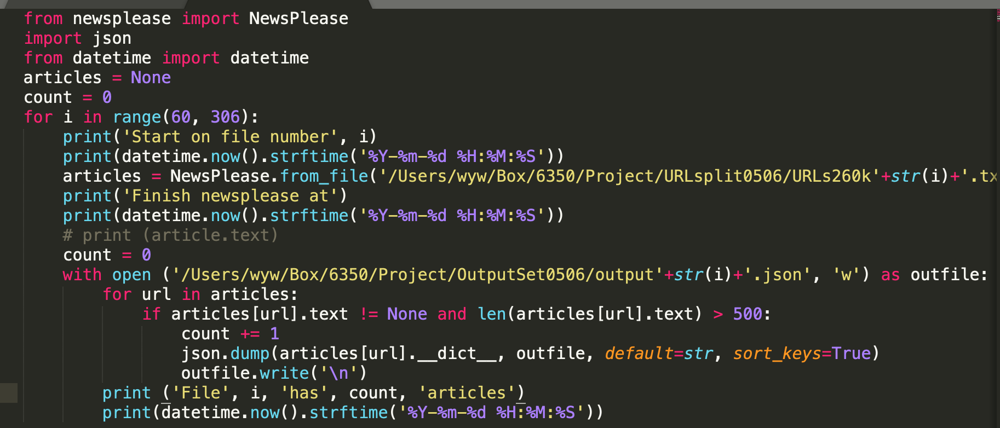 from newsplease import NewsPlease
import json
from datetime import datetime
articles = None
count = 0
for i in range(60, 306):
    print('Start on file number', i)
    print(datetime.now().strftime('%Y-%m-%d %H:%M:%S'))
    articles = NewsPlease.from_file('/Users/wyw/Box/6350/Project/URLsplit0506/URLs260k'+str(i)+'.tx
    print('Finish newsplease at')
    print(datetime.now().strftime('%Y-%m-%d %H:%M:%S'))
    # print (article.text)
    count = 0
    with open ('/Users/wyw/Box/6350/Project/OutputSet0506/output'+str(i)+'.json', 'w') as outfile:
        for url in articles:
            if articles[url].text != None and len(articles[url].text) > 500:
                count += 1
                json.dump(articles[url].__dict__, outfile, default=str, sort_keys=True)
                outfile.write('\n')
        print ('File', i, 'has', count, 'articles')
        print(datetime.now().strftime('%Y-%m-%d %H:%M:%S'))